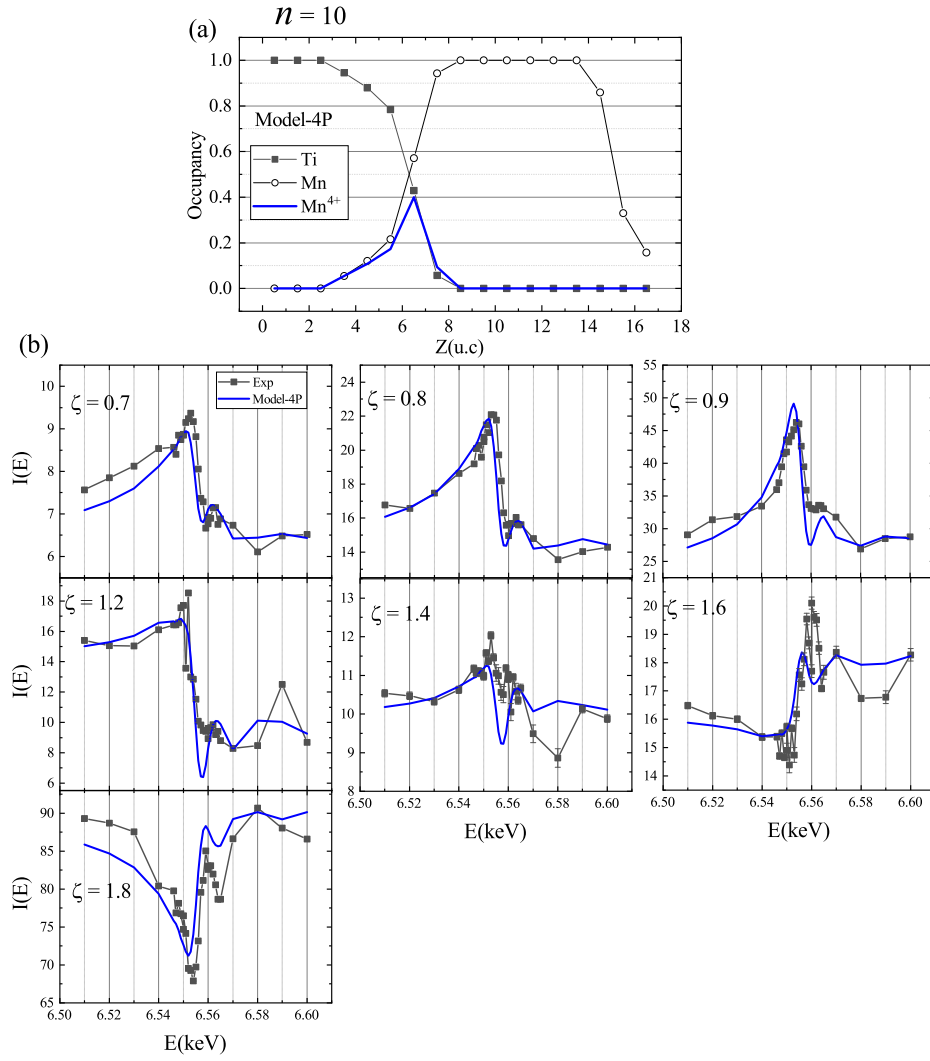 n = 10
(a)
1.0
0.8
0.6
0.4
0.2
0.0
Occupancy
Model-4P
Ti
Mn
Mn4+
0 2 4 6 8 10 12 14 16 18
Z(u.c)
(b)
10
9
8
7
6
I(E)
ζ = 0.7
Exp
Model-4P
24
22
20
18
16
14
ζ = 0.8
55
50
45
40
35
30
25
I(E)
ζ = 0.9
18
16
14
12
10
8
6
I(E)
ζ = 1.2
13
12
11
10
9
8
ζ = 1.4
6.50 6.52 6.54 6.56 6.58 6.60
E(keV)
21
20
19
18
17
16
15
14
I(E)
ζ = 1.6
6.50 6.52 6.54 6.56 6.58 6.60
E(keV)
90
85
80
75
70
65
I(E)
ζ = 1.8
6.50 6.52 6.54 6.56 6.58 6.60
E(keV)